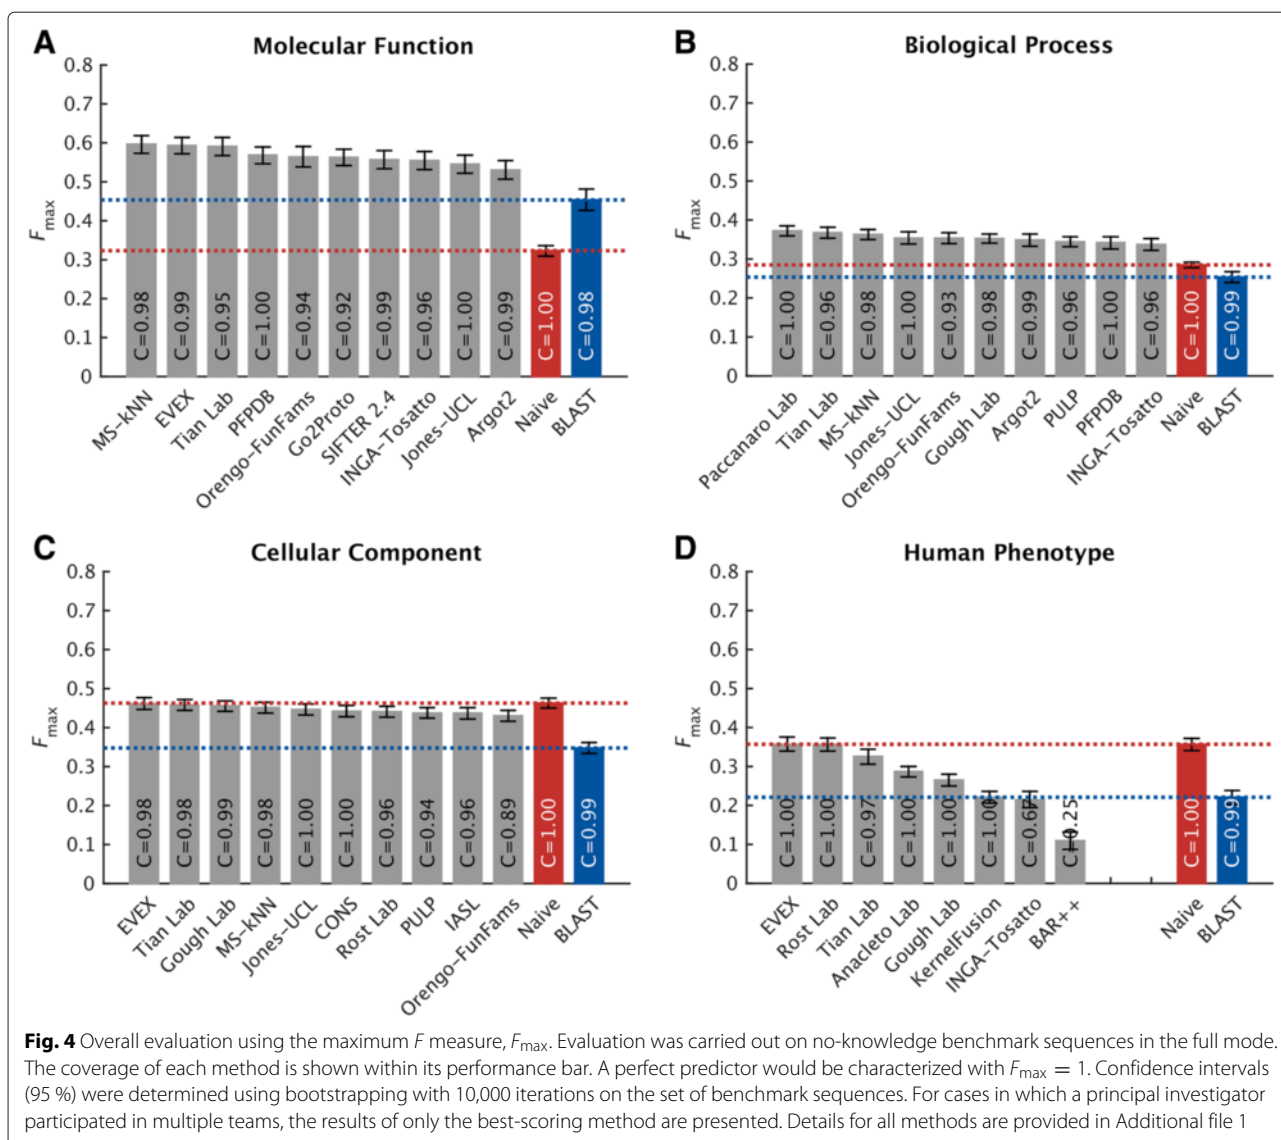 A
Molecular Function
0.8
0.7
0.6
0.5
0.4
0.3
0.2
0.1
0
Fmax
C=0.98
C=0.99
C=0.95
C=1.00
C=0.94
C=0.92
C=0.99
C=0.96
C=1.00
C=0.99
C=1.00
C=0.98
MS-kNN
EVEX
Tian Lab
PFPDB
Orengo-FunFams
Go2Proto
SIFTER 2.4
INGA-Tosatto
Jones-UCL
Argot2
Naive
BLAST
B
Biological Process
0.8
0.7
0.6
0.5
0.4
0.3
0.2
0.1
0
Fmax
C=1.00
C=0.96
C=0.98
C=1.00
C=0.93
C=0.98
C=0.99
C=0.96
C=1.00
C=0.96
C=1.00
C=0.99
Paccanaro Lab
Tian Lab
MS-kNN
Jones-UCL
Orengo-FunFams
Gough Lab
Argot2
PULP
PFPDB
INGA-Tosatto
Naive
BLAST
C
Cellular Component
0.8
0.7
0.6
0.5
0.4
0.3
0.2
0.1
0
Fmax
C=0.98
C=0.98
C=0.99
C=0.98
C=1.00
C=1.00
C=0.96
C=0.94
C=0.96
C=0.89
C=1.00
C=0.99
EVEX
Tian Lab
Gough Lab
MS-kNN
Jones-UCL
CONS
Rost Lab
PULP
IASL
Orengo-FunFams
Naive
BLAST
D
Human Phenotype
0.8
0.7
0.6
0.5
0.4
0.3
0.2
0.1
0
Fmax
C=1.00
C=1.00
C=0.97
C=1.00
C=1.00
C=1.00
C=0.67
C=0.25
C=1.00
C=0.99
EVEX
Rost Lab
Tian Lab
Anacleto Lab
Gough Lab
KernelFusion
INGA-Tosatto
BAR++
Naive
BLAST
Fig. 4 Overall evaluation using the maximum F measure, Fmax. Evaluation was carried out on no-knowledge benchmark sequences in the full mode.
The coverage of each method is shown within its performance bar. A perfect predictor would be characterized with Fmax = 1. Confidence intervals
(95 %) were determined using bootstrapping with 10,000 iterations on the set of benchmark sequences. For cases in which a principal investigator
participated in multiple teams, the results of only the best-scoring method are presented. Details for all methods are provided in Additional file 1